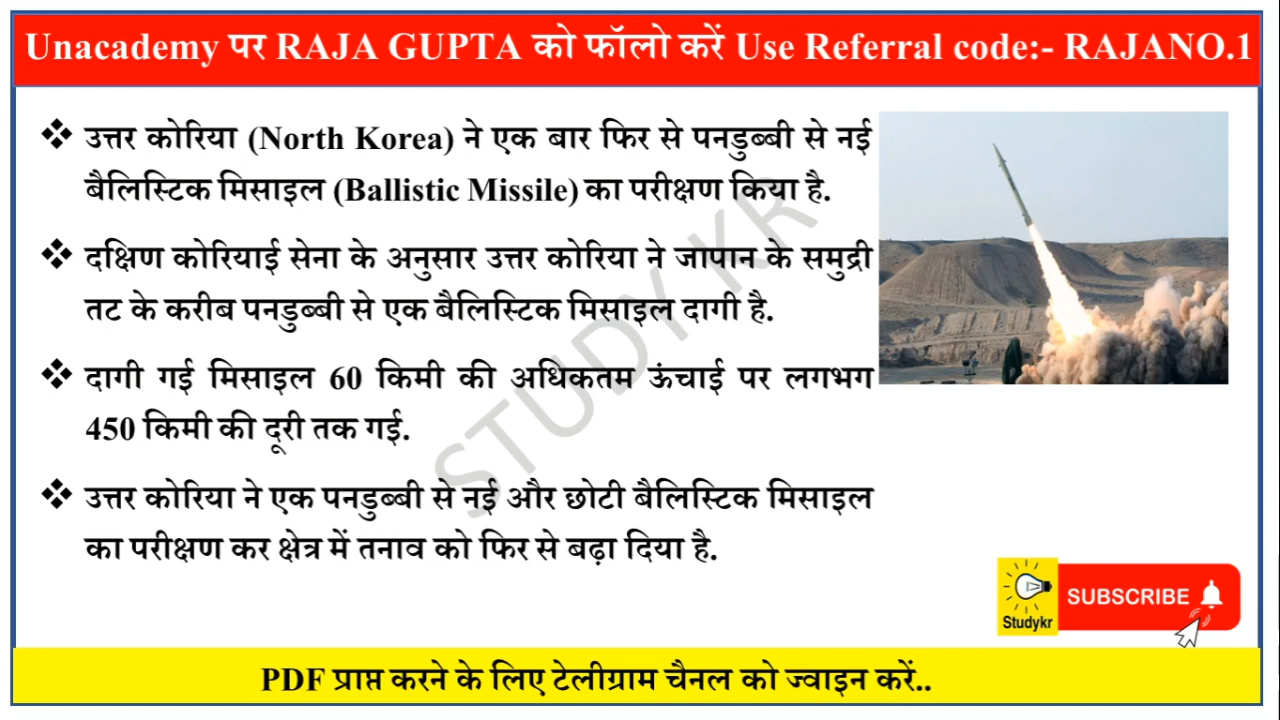 Unacademy पर RAJA GUPTA को फॉलो करें Use Referral code:- RAJANO.1
❖ उत्तर कोरिया (North Korea) ने एक बार फिर से पनडुब्बी से नई
बैलिस्टिक मिसाइल (Ballistic Missile) का परीक्षण किया है.
❖ दक्षिण कोरियाई सेना के अनुसार उत्तर कोरिया ने जापान के समुद्री
तट के करीब पनडुब्बी से एक बैलिस्टिक मिसाइल दागी है.
❖ दागी गई मिसाइल 60 किमी की अधिकतम ऊंचाई पर लगभग
450 किमी की दूरी तक गई.
❖ उत्तर कोरिया ने एक पनडुब्बी से नई और छोटी बैलिस्टिक मिसाइल
का परीक्षण कर क्षेत्र में तनाव को फिर से बढ़ा दिया है.
STUDY KR
Studykr
SUBSCRIBE
PDF प्राप्त करने के लिए टेलीग्राम चैनल को ज्वाइन करें..